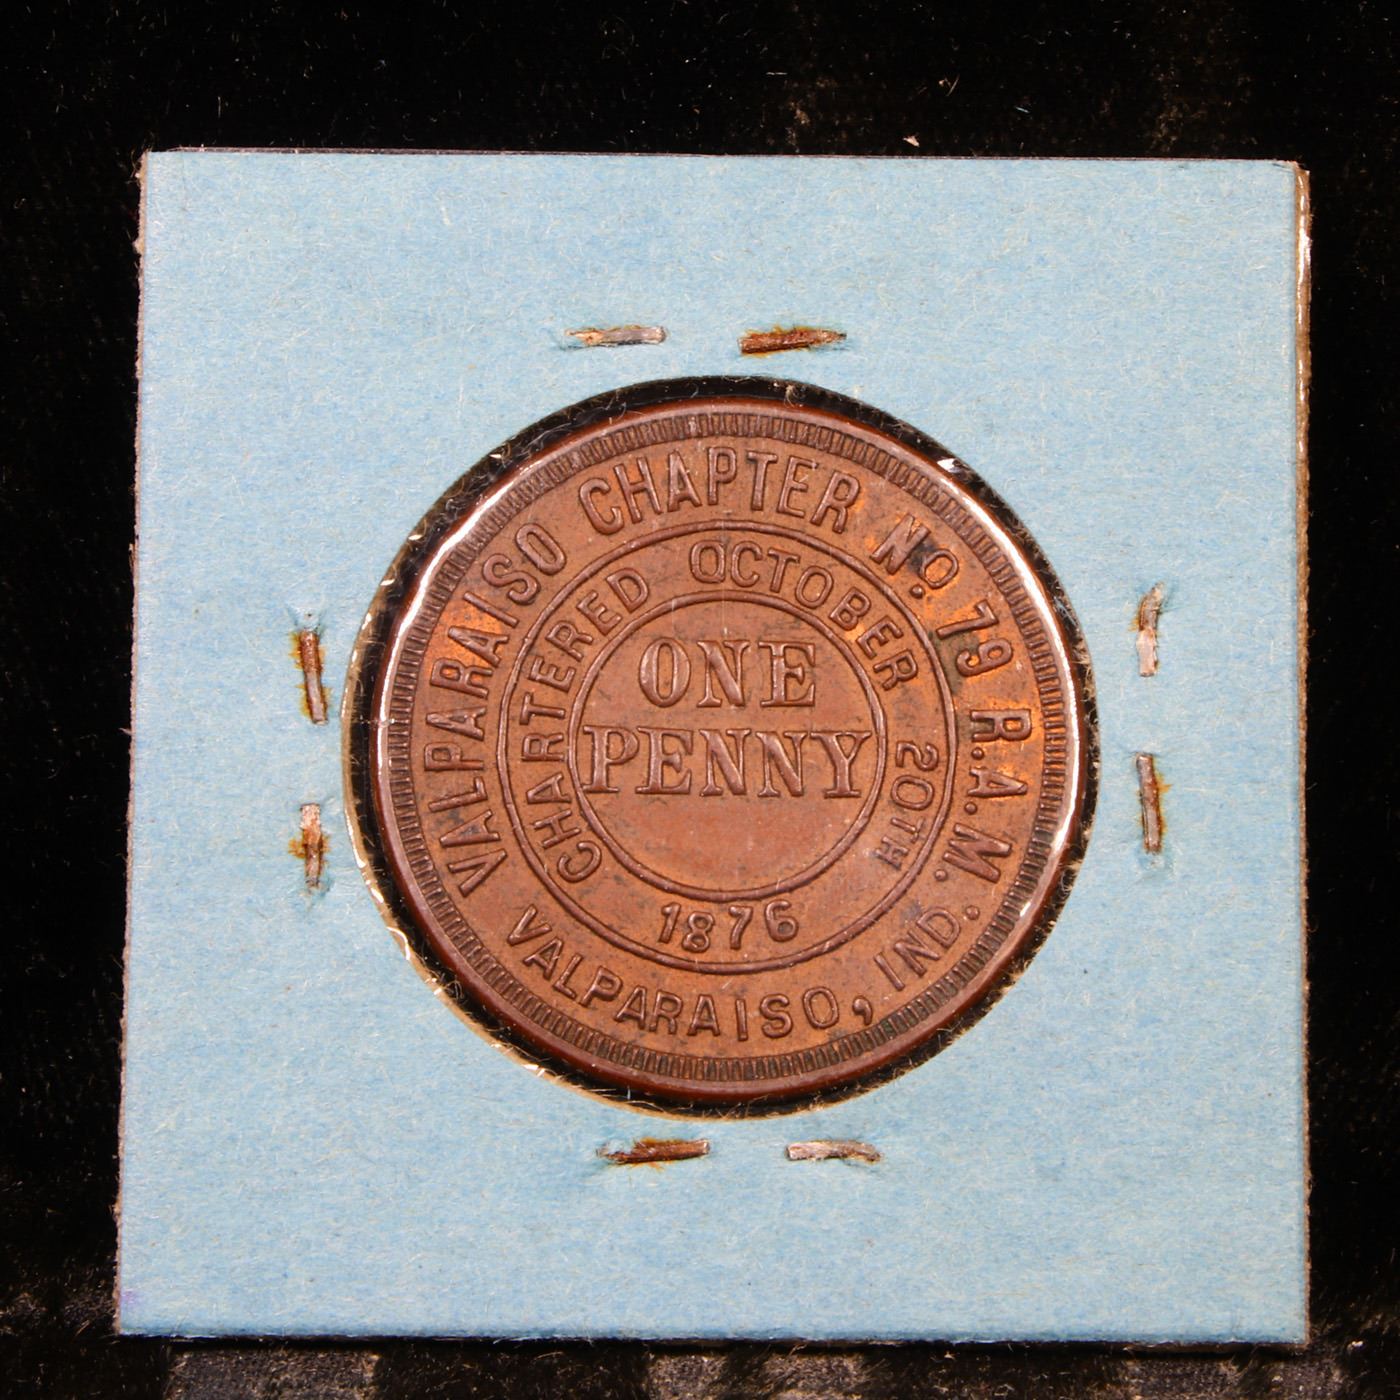 VALPARAISO CHAPTER No. 79 R.A.M.
VALPARAISO, IND.
CHARTERED OCTOBER 20TH
1876
ONE
PENNY